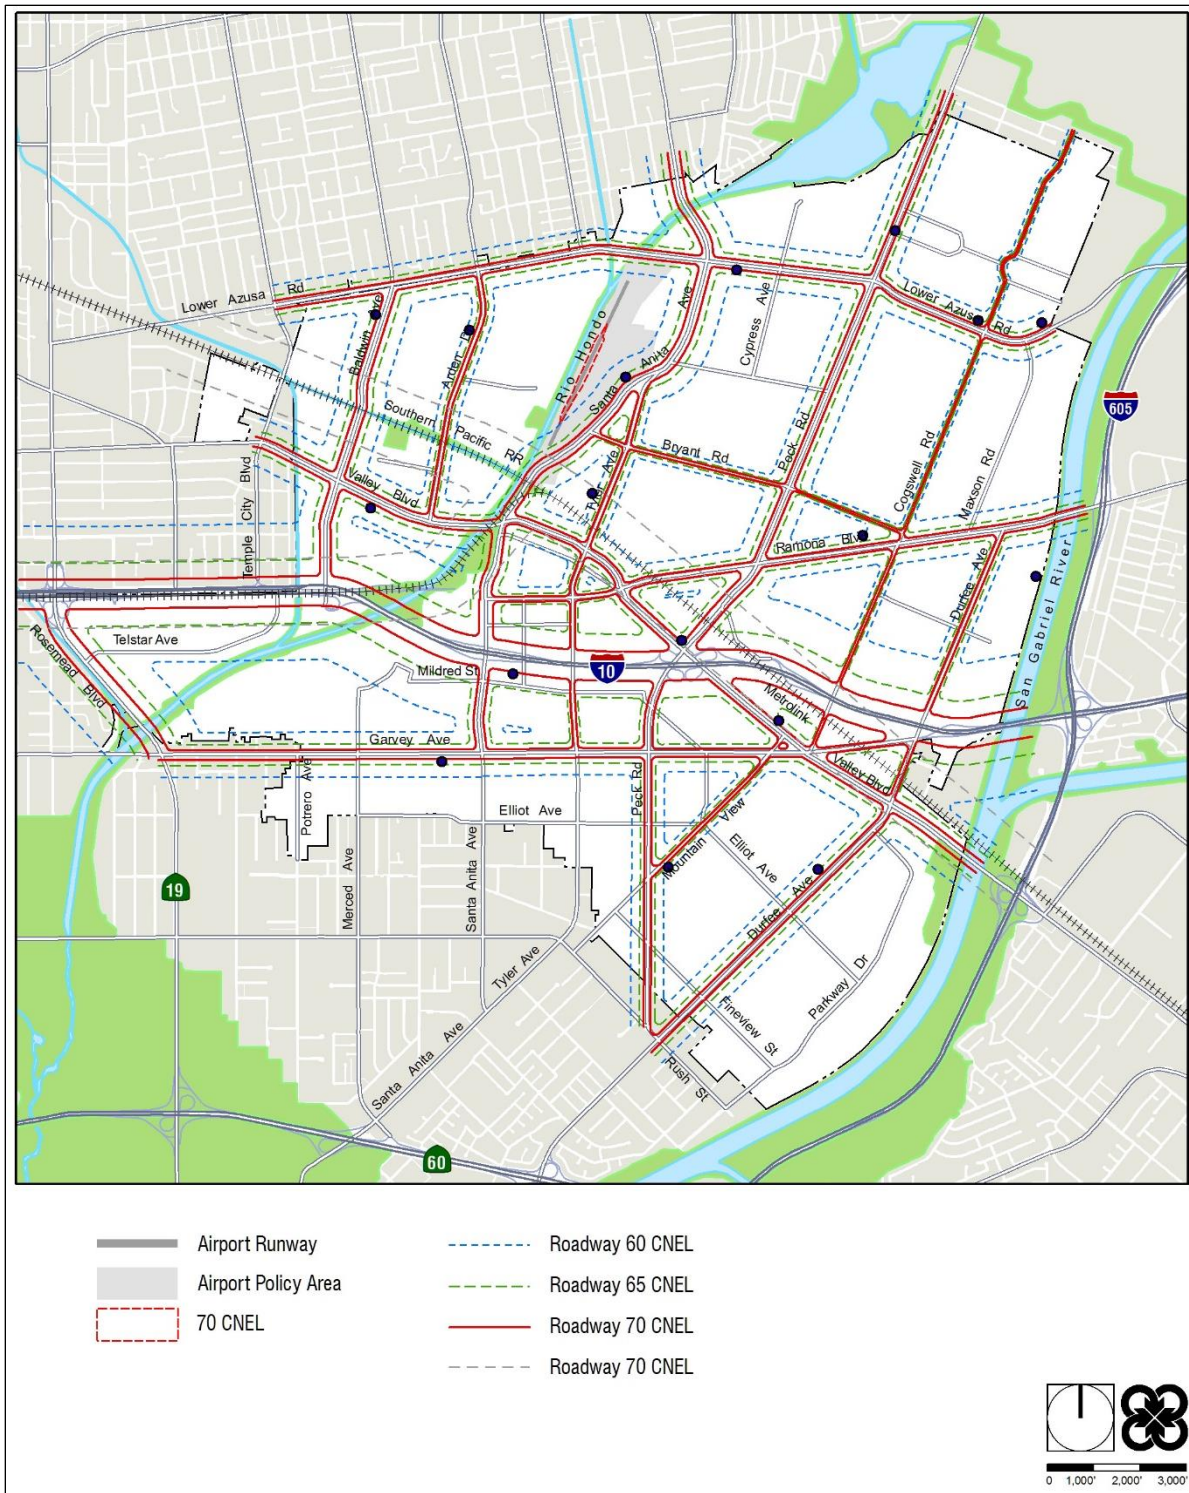 Lower Azusa Rd
Baldwin Ave
Arden Dr
Rio Hondo
Santa Anita Ave
Cypress Ave
Lower Azusa Rd
605
Southern Pacific RR
Peck Rd
Bryant Rd
Cogswell Rd
Maxson Rd
Tyler Ave
Valley Blvd
Temple City Blvd
Ramona Blvd
Durfee Ave
San Gabriel River
Telstar Ave
Rosemead Blvd
Mildred St
10
Metrolink
Garvey Ave
Valley Blvd
Potrero Ave
Peck Rd
Elliot Ave
Mountain View
Elliot Ave
Merced Ave
Santa Anita Ave
19
Durfee Ave
Tyler Ave
Parkway Dr
Fineview St
Santa Anita Ave
Rush St
60
Airport Runway
Airport Policy Area
70 CNEL
Roadway 60 CNEL
Roadway 65 CNEL
Roadway 70 CNEL
Roadway 70 CNEL
0 1,000' 2,000' 3,000'